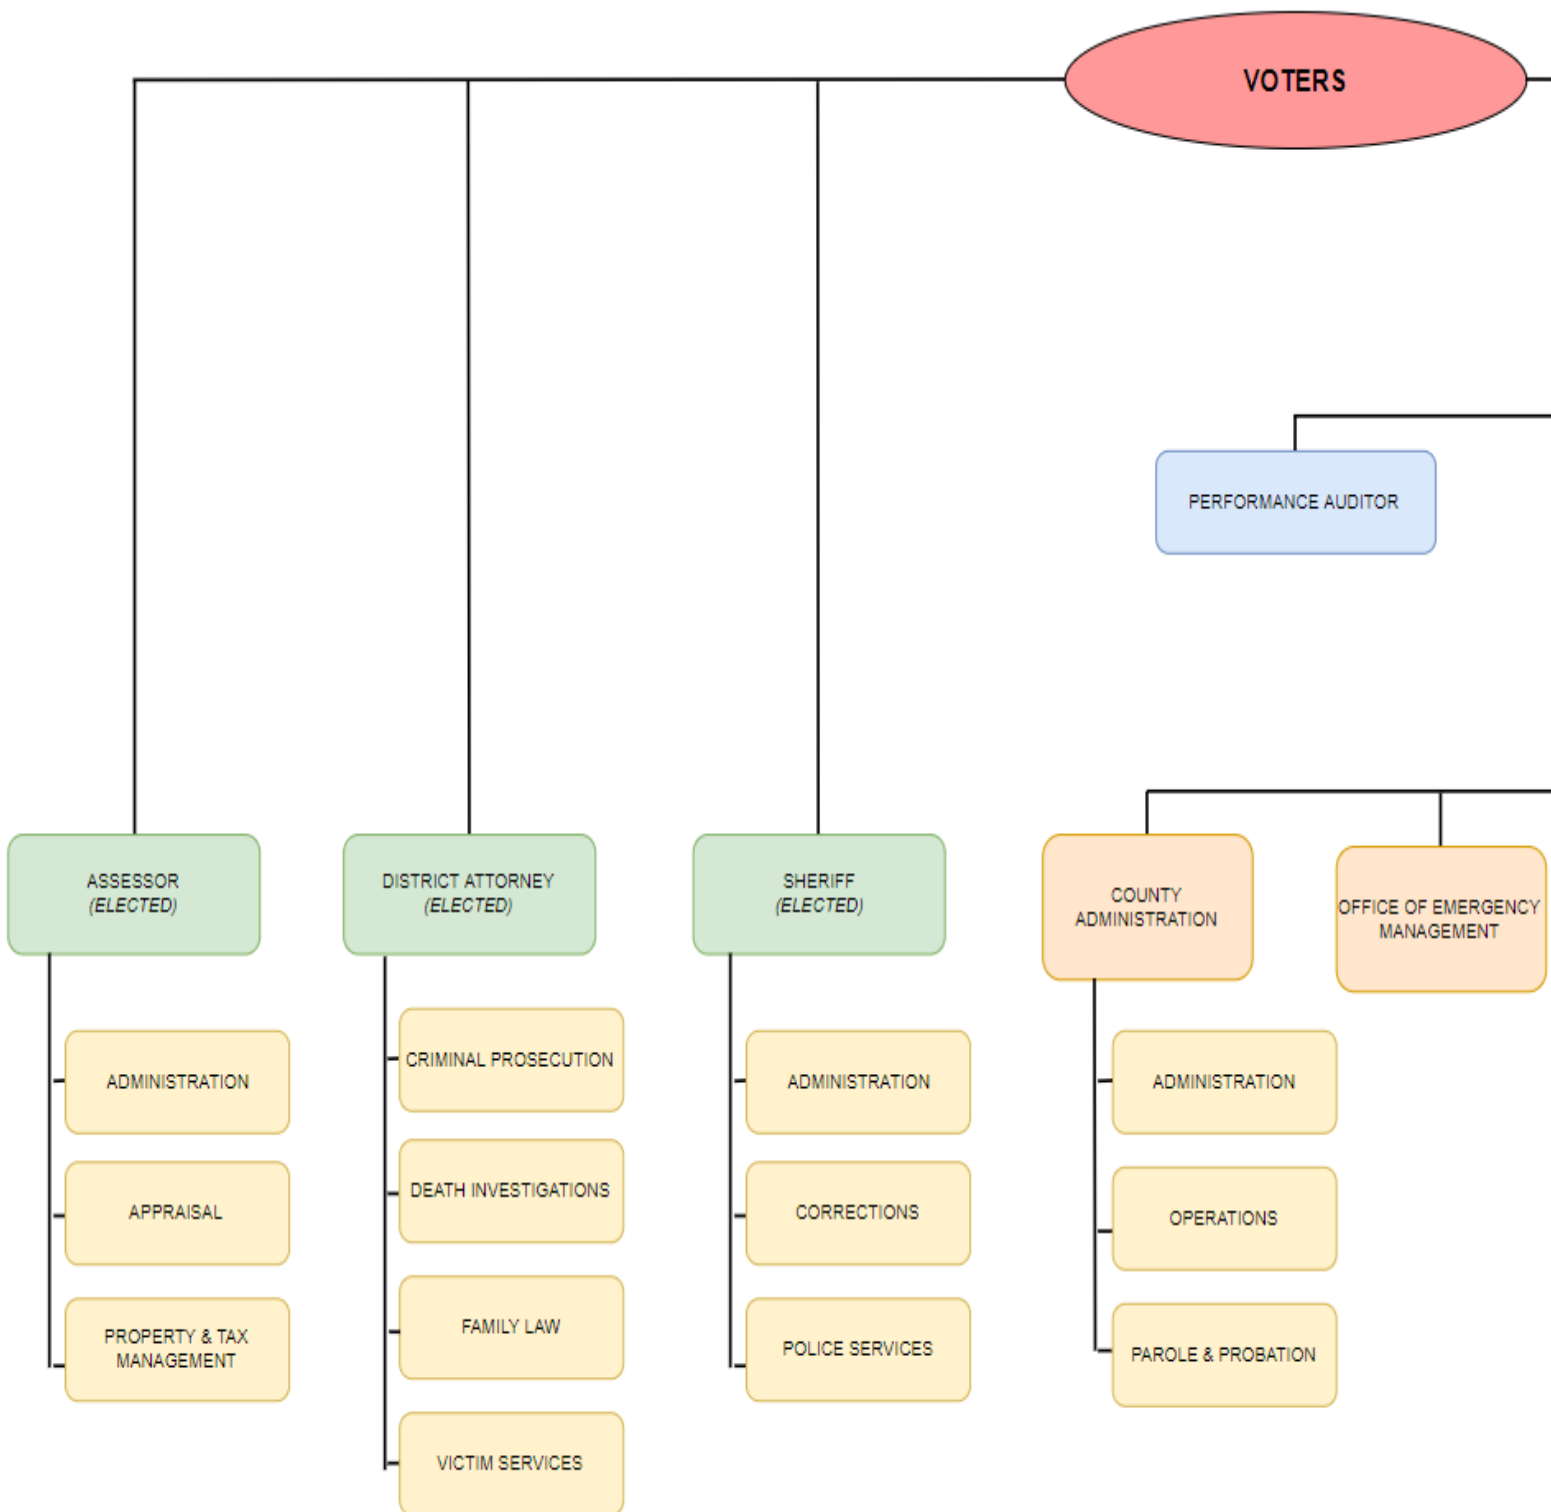 VOTERS
PERFORMANCE AUDITOR
ASSESSOR
(ELECTED)
DISTRICT ATTORNEY
(ELECTED)
SHERIFF
(ELECTED)
COUNTY
ADMINISTRATION
OFFICE OF EMERGENCY
MANAGEMENT
ADMINISTRATION
APPRAISAL
PROPERTY & TAX
MANAGEMENT
CRIMINAL PROSECUTION
DEATH INVESTIGATIONS
FAMILY LAW
VICTIM SERVICES
ADMINISTRATION
CORRECTIONS
POLICE SERVICES
ADMINISTRATION
OPERATIONS
PAROLE & PROBATION